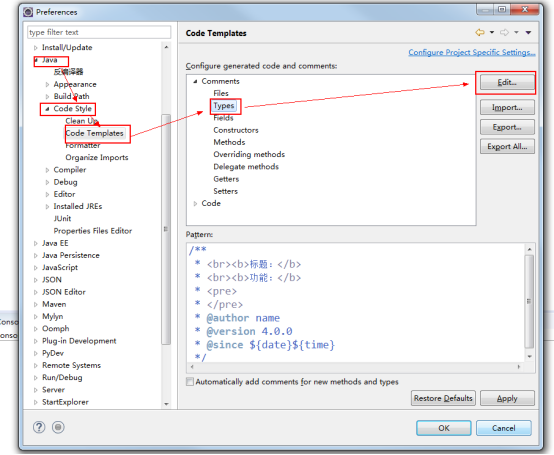 Preferences
type filter text
Install/Update
Java
反编译器
Appearance
Build Path
Code Style
Clean Up
Code Templates
Formatter
Organize Imports
Compiler
Debug
Editor
Installed JREs
JUnit
Properties Files Editor
Java EE
Java Persistence
JavaScript
JSON
JSON Editor
Maven
Mylyn
Oomph
Plug-in Development
PyDev
Remote Systems
Run/Debug
Server
StartExplorer
Code Templates
Configure Project Specific Settings...
Configure generated code and comments:
Comments
Files
Types
Fields
Constructors
Methods
Overriding methods
Delegate methods
Getters
Setters
Code
Edit...
Import...
Export...
Export All...
Pattern:
/**
* <br><b>标题：</b>
* <br><b>功能：</b>
* <pre>
* </pre>
* @author name
* @version 4.0.0
* @since ${date}${time}
*/
Automatically add comments for new methods and types
Restore Defaults
Apply
OK
Cancel